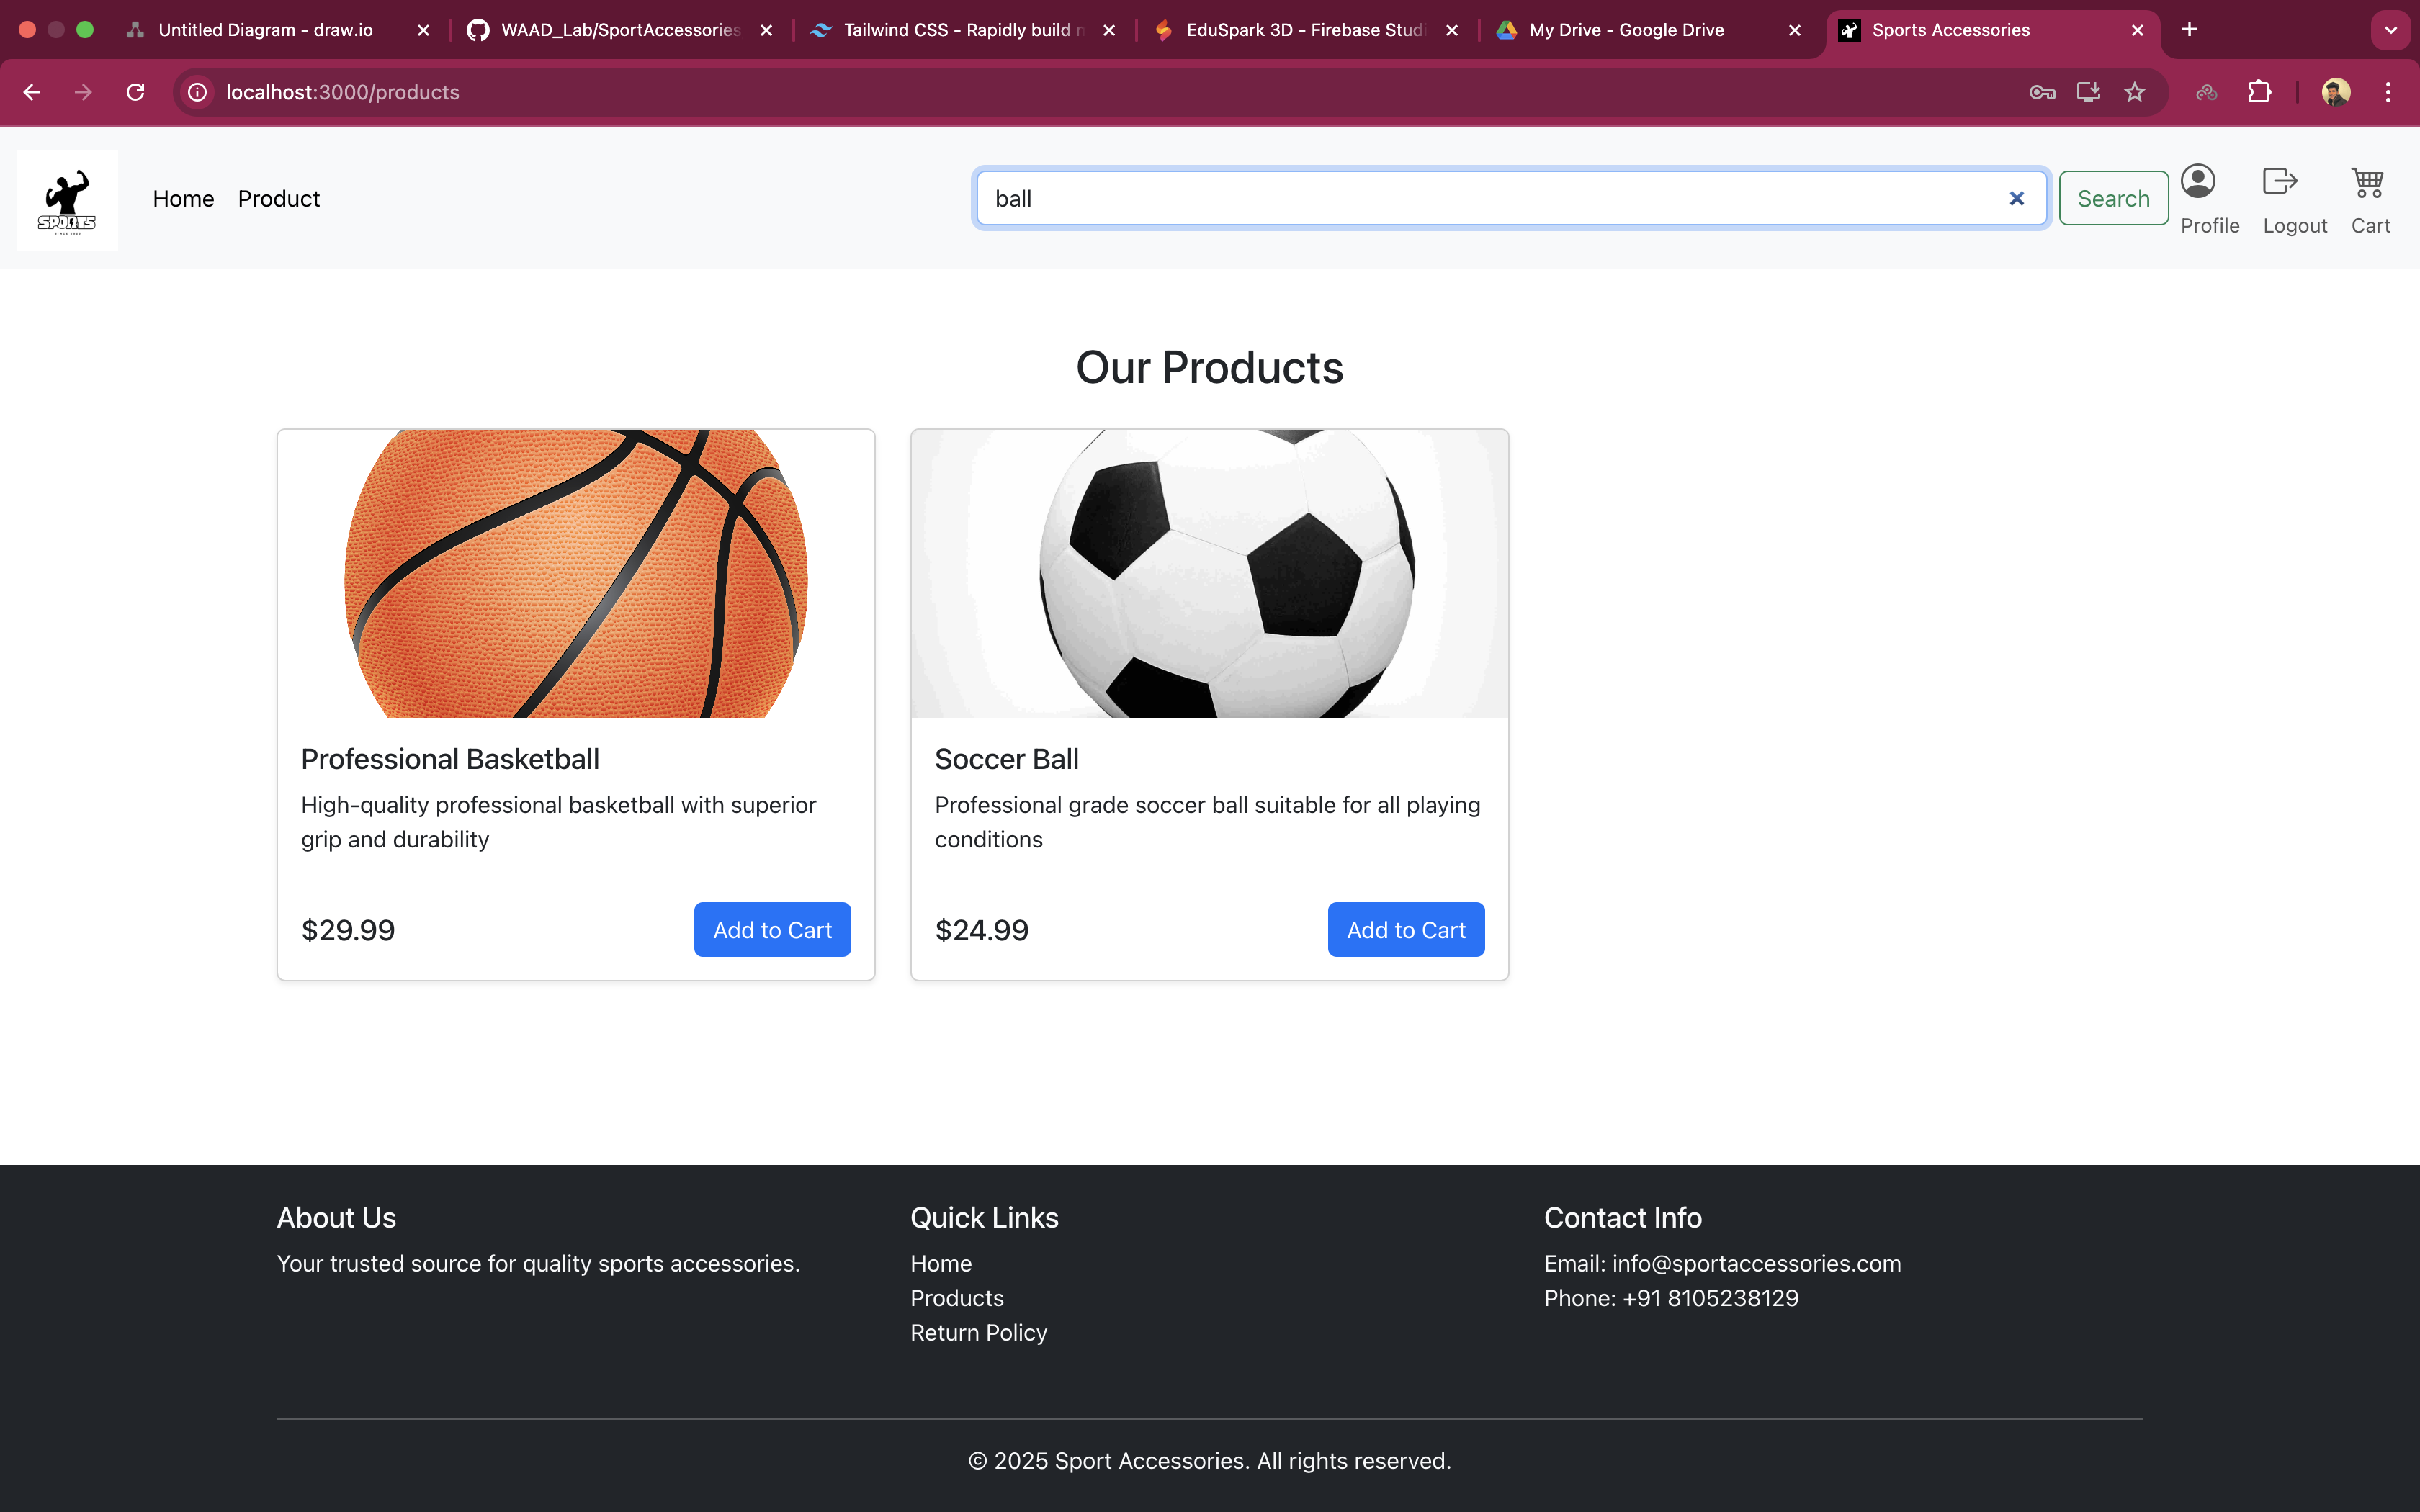 Untitled Diagram - draw.io
WAAD_Lab/SportAccessories
Tailwind CSS - Rapidly build
EduSpark 3D - Firebase Studi
My Drive - Google Drive
Sports Accessories
localhost:3000/products
SPORTS
Home
Product
ball
Search
Profile
Logout
Cart
Our Products
Professional Basketball
High-quality professional basketball with superior
grip and durability
$29.99
Add to Cart
Soccer Ball
Professional grade soccer ball suitable for all playing
conditions
$24.99
Add to Cart
About Us
Your trusted source for quality sports accessories.
Quick Links
Home
Products
Return Policy
Contact Info
Email: info@sportaccessories.com
Phone: +91 8105238129
© 2025 Sport Accessories. All rights reserved.